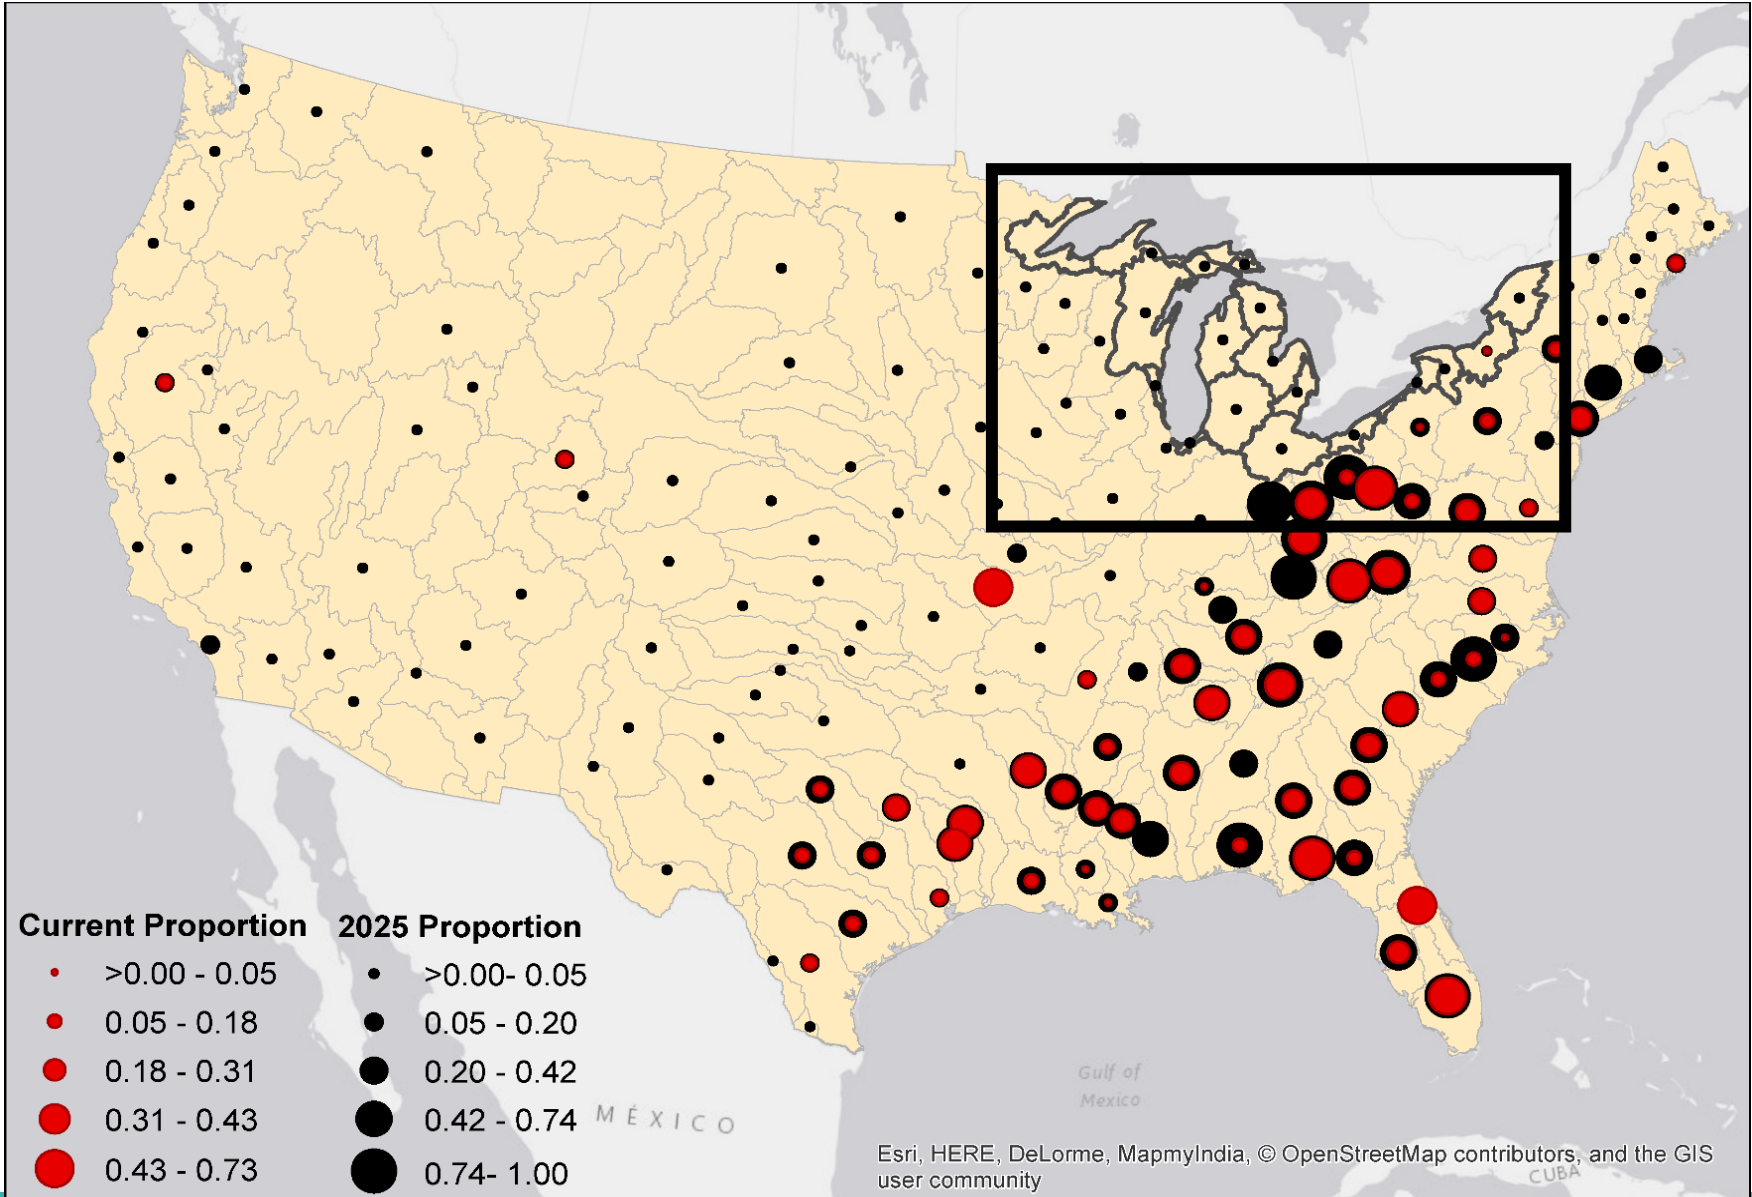 Current Proportion
>0.00 - 0.05
0.05 - 0.18
0.18 - 0.31
0.31 - 0.43
0.43 - 0.73
2025 Proportion
>0.00- 0.05
0.05 - 0.20
0.20 - 0.42
0.42 - 0.74
0.74- 1.00
MÉXICO
Gulf of
Mexico
CUBA
Esri, HERE, DeLorme, MapmyIndia, © OpenStreetMap contributors, and the GIS
user community